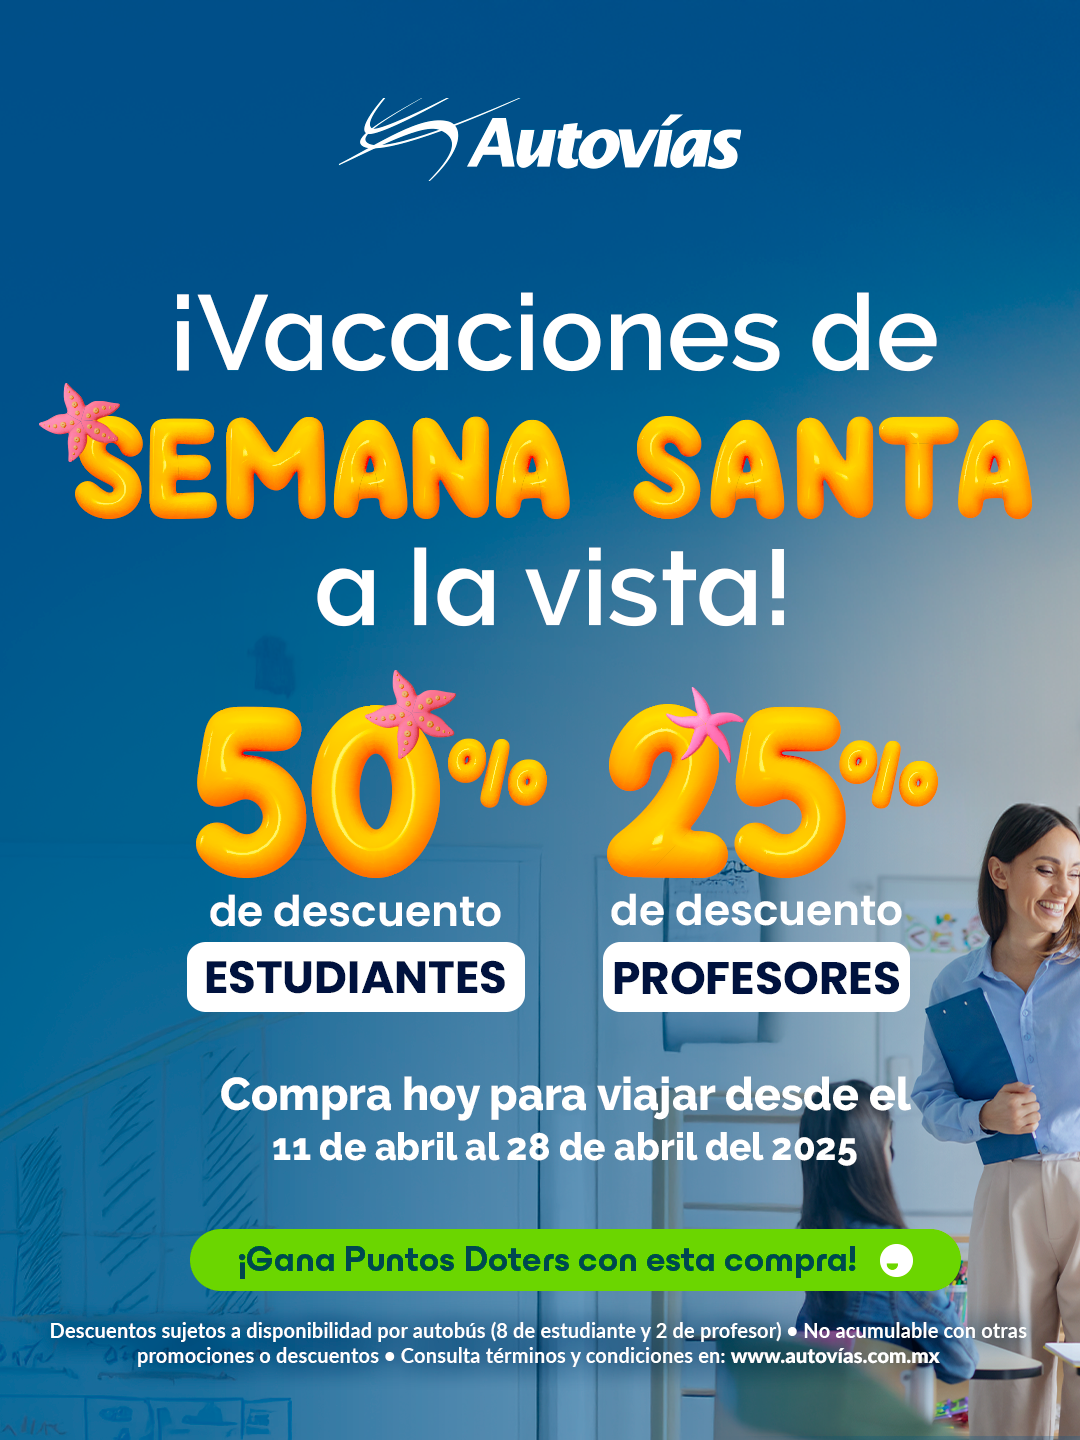 Autovías
¡Vacaciones de
SEMANA SANTA
a la vista!
50% 25%
de descuento de descuento
ESTUDIANTES PROFESORES
Compra hoy para viajar desde el
11 de abril al 28 de abril del 2025
¡Gana Puntos Doters con esta compra!
Descuentos sujetos a disponibilidad por autobús (8 de estudiante y 2 de profesor) • No acumulable con otras
promociones o descuentos • Consulta términos y condiciones en: www.autovías.com.mx